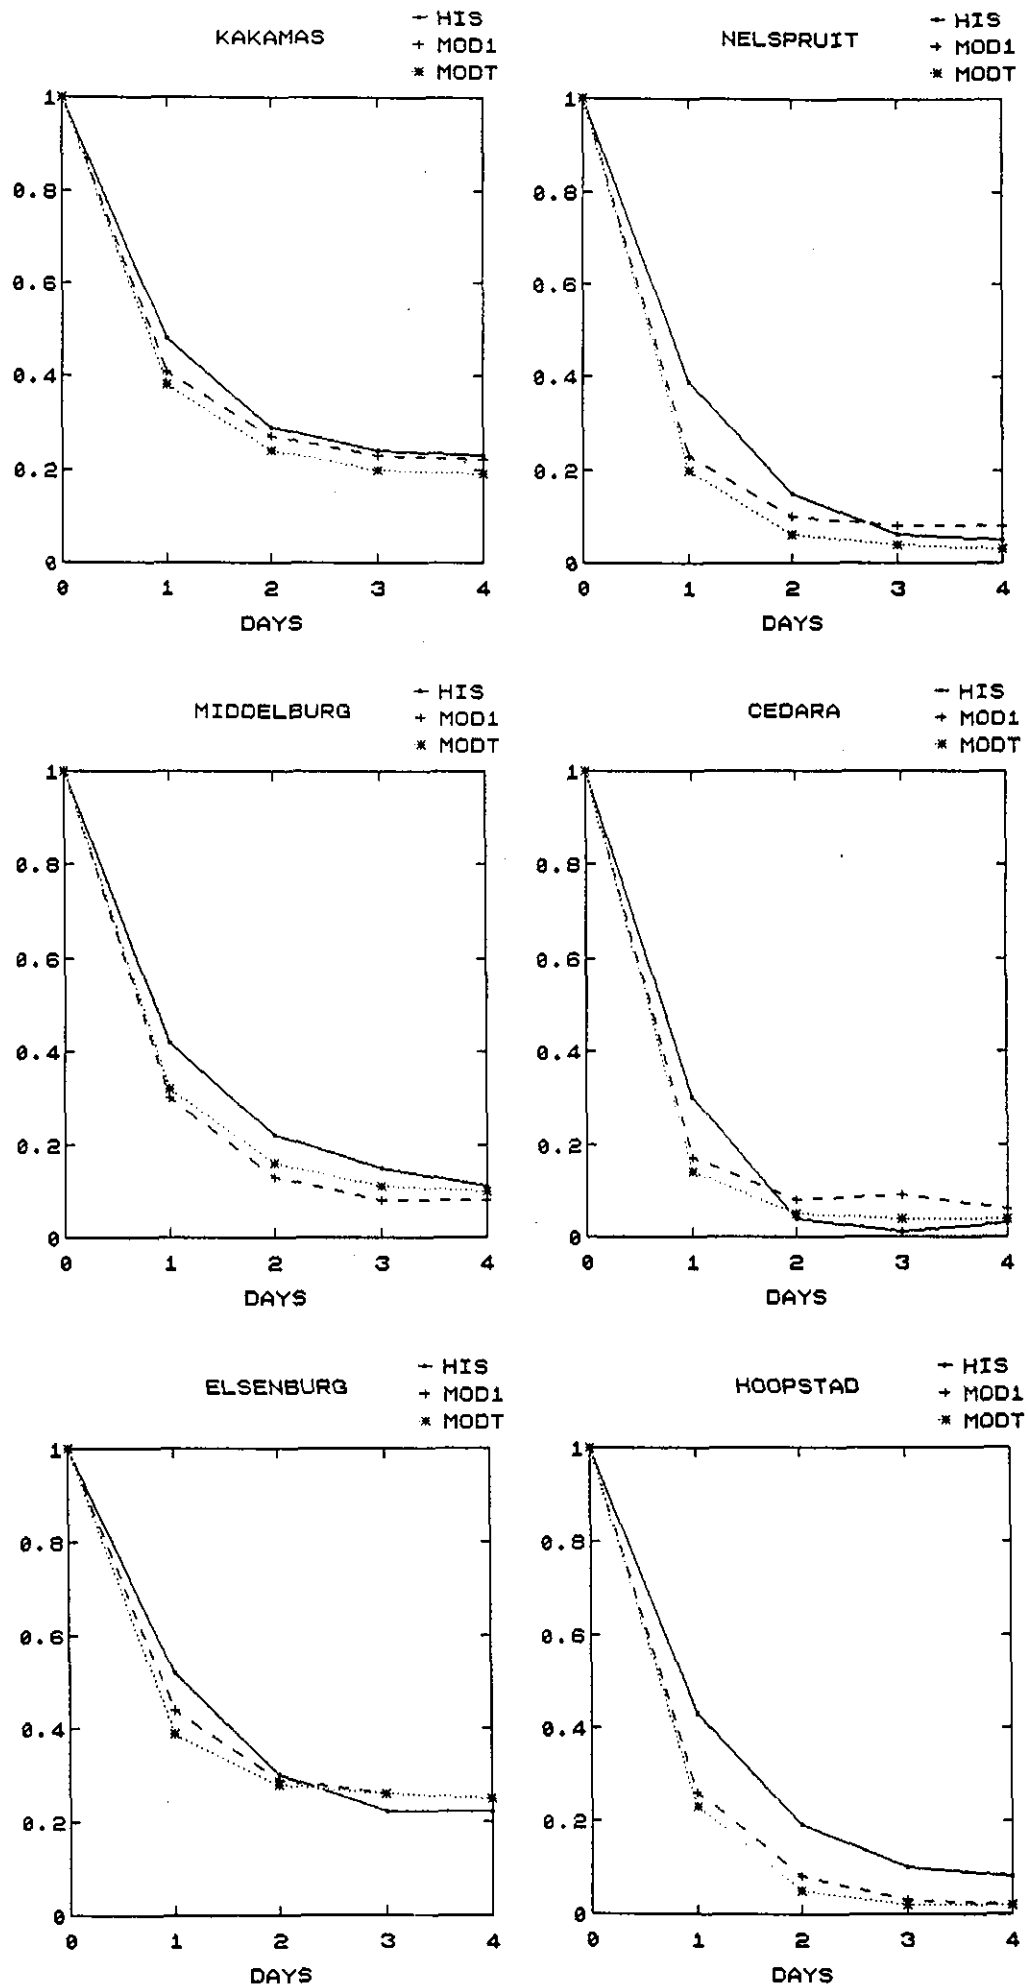 KAKAMAS
HIS
MOD1
MODT
1
0.8
0.6
0.4
0.2
0
0 1 2 3 4
DAYS
NELSPRUIT
HIS
MOD1
MODT
1
0.8
0.6
0.4
0.2
0
0 1 2 3 4
DAYS
MIDDELBURG
HIS
MOD1
MODT
1
0.8
0.6
0.4
0.2
0
0 1 2 3 4
DAYS
CEDARA
HIS
MOD1
MODT
1
0.8
0.6
0.4
0.2
0
0 1 2 3 4
DAYS
ELSENBURG
HIS
MOD1
MODT
1
0.8
0.6
0.4
0.2
0
0 1 2 3 4
DAYS
HOOPSTAD
HIS
MOD1
MODT
1
0.8
0.6
0.4
0.2
0
0 1 2 3 4
DAYS